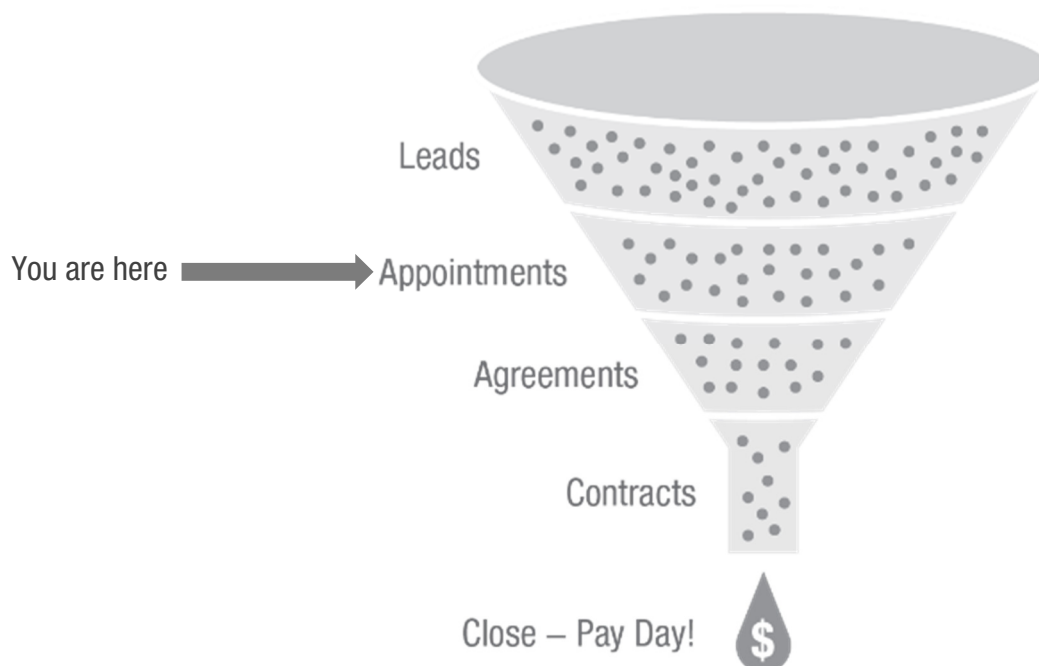 Leads
You are here
Appointments
Agreements
Contracts
Close – Pay Day!
$